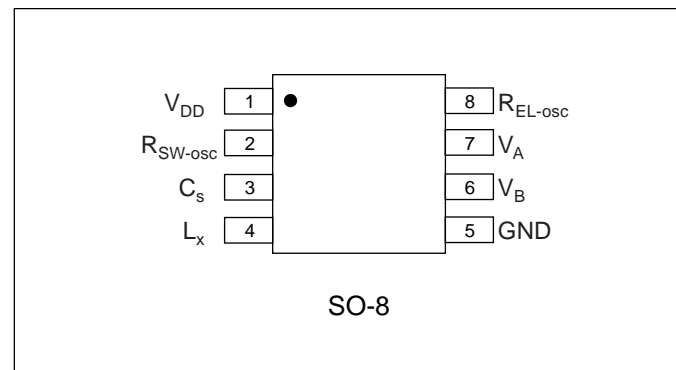 V_DD 1 8 R_EL-osc
R_SW-osc 2 7 V_A
C_s 3 6 V_B
L_x 4 5 GND
SO-8